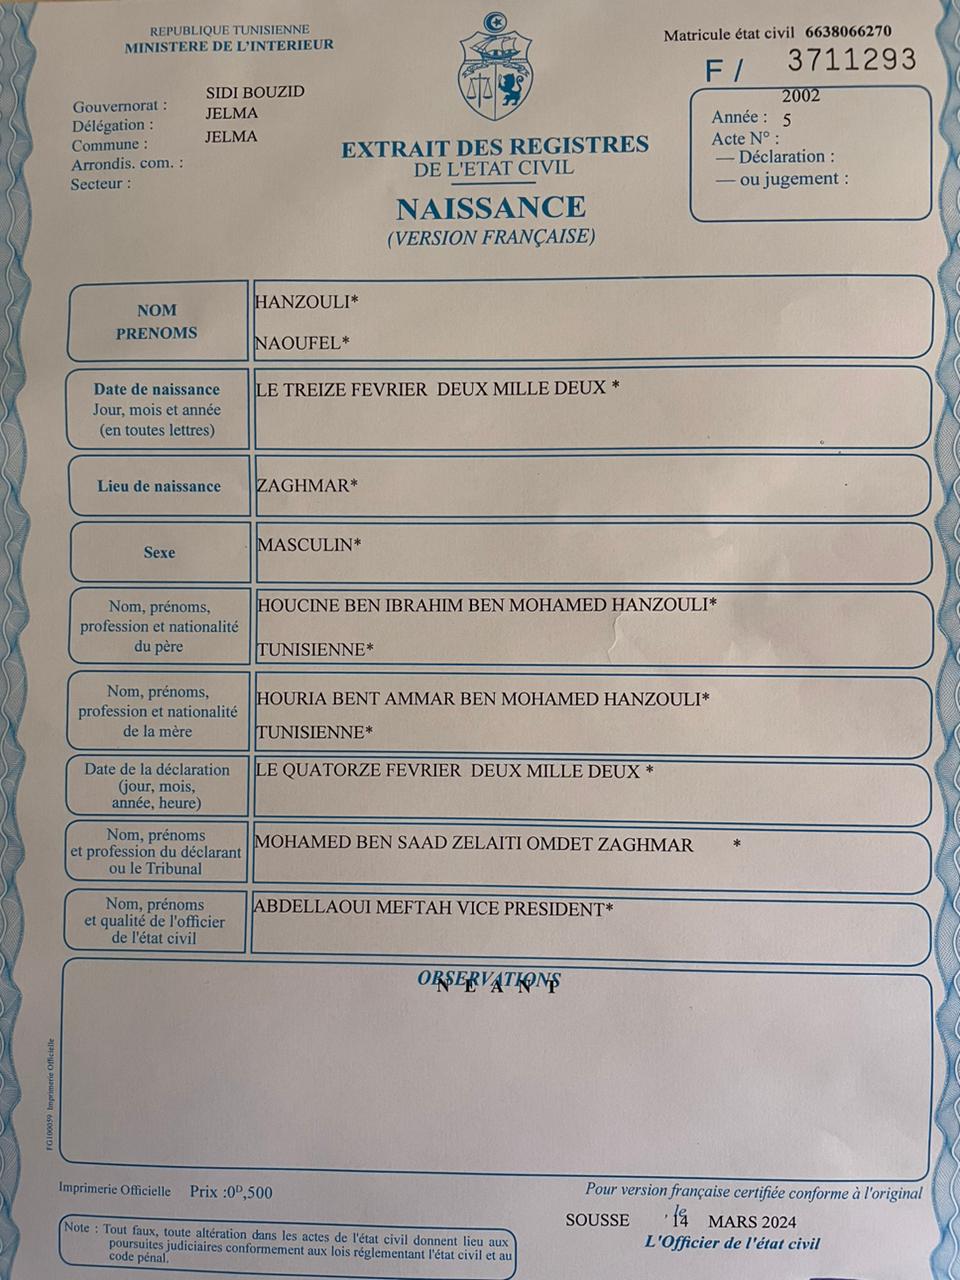 REPUBLIQUE TUNISIENNE
MINISTERE DE L'INTERIEUR
Matricule état civil 6638066270
F / 3711293
Gouvernorat : SIDI BOUZID
Délégation : JELMA
Commune : JELMA
Arrondis. com. :
Secteur :
2002
Année : 5
Acte N° :
— Déclaration :
— ou jugement :
EXTRAIT DES REGISTRES
DE L'ETAT CIVIL
NAISSANCE
(VERSION FRANÇAISE)
NOM HANZOULI*
PRENOMS NAOUFEL*
Date de naissance LE TREIZE FEVRIER DEUX MILLE DEUX *
Jour, mois et année
(en toutes lettres)
Lieu de naissance ZAGHMAR*
Sexe MASCULIN*
Nom, prénoms, HOUCINE BEN IBRAHIM BEN MOHAMED HANZOULI*
profession et nationalité
du père TUNISIENNE*
Nom, prénoms, HOURIA BENT AMMAR BEN MOHAMED HANZOULI*
profession et nationalité
de la mère TUNISIENNE*
Date de la déclaration LE QUATORZE FEVRIER DEUX MILLE DEUX *
(jour, mois,
année, heure)
Nom, prénoms MOHAMED BEN SAAD ZELAITI OMDET ZAGHMAR *
et profession du déclarant
ou le Tribunal
Nom, prénoms ABDELLAOUI MEFTAH VICE PRESIDENT*
et qualité de l'officier
de l'état civil
OBSERVATIONS
N E A N T
FG100059 Imprimerie Officielle
Imprimerie Officielle Prix :0ᴰ,500
Pour version française certifiée conforme à l'original
SOUSSE le 14 MARS 2024
L'Officier de l'état civil
Note : Tout faux, toute altération dans les actes de l'état civil donnent lieu aux
poursuites judiciaires conformement aux lois réglementant l'état civil et au
code pénal.